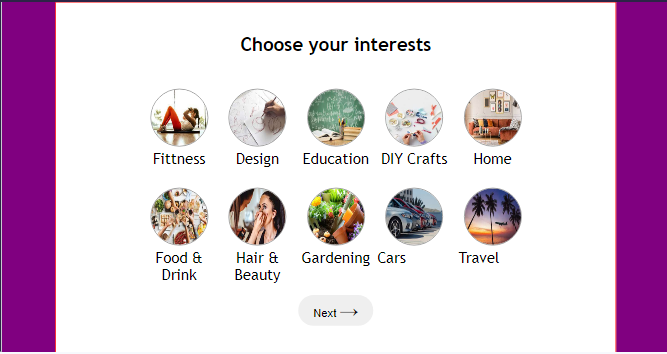 Choose your interests
Fittness Design Education DIY Crafts Home
Food & Drink Hair & Beauty Gardening Cars Travel
Next →